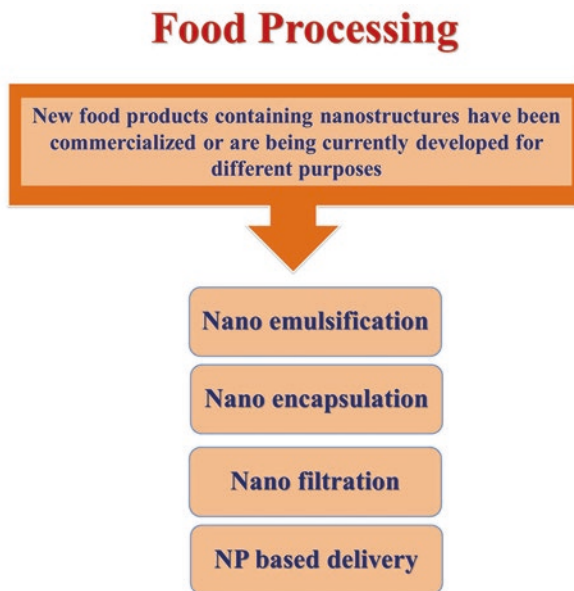 Food Processing
New food products containing nanostructures have been
commercialized or are being currently developed for
different purposes
Nano emulsification
Nano encapsulation
Nano filtration
NP based delivery